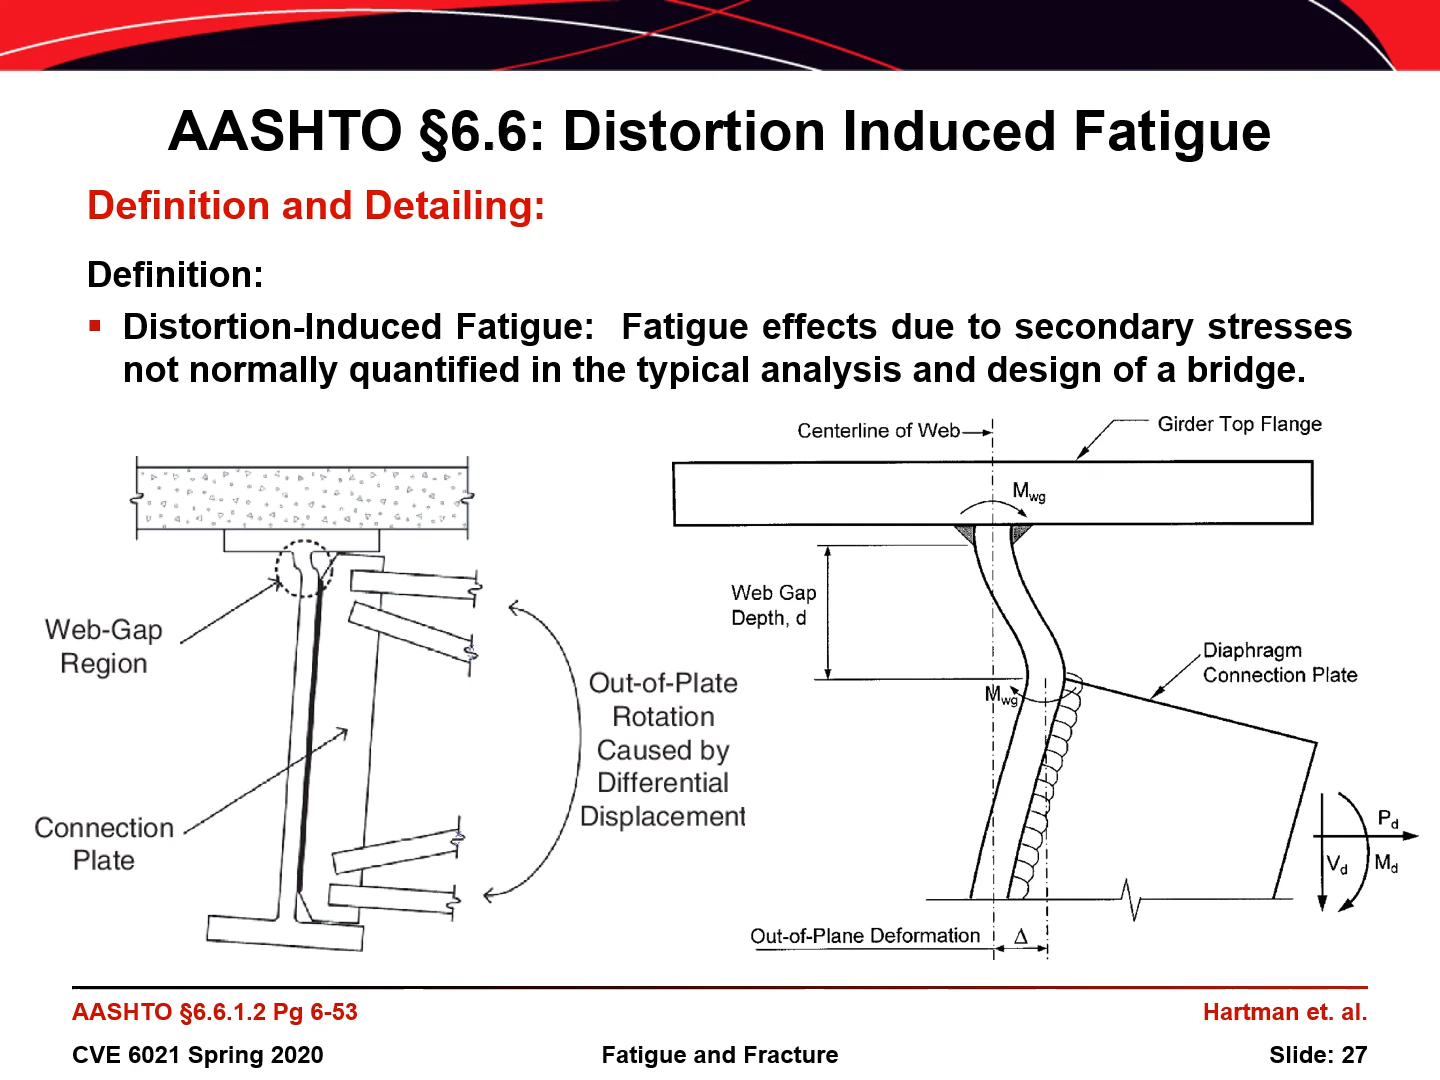 AASHTO §6.6: Distortion Induced Fatigue
Definition and Detailing:
Definition:
▪ Distortion-Induced Fatigue: Fatigue effects due to secondary stresses
not normally quantified in the typical analysis and design of a bridge.
Web-Gap
Region
Connection
Plate
Out-of-Plate
Rotation
Caused by
Differential
Displacement
Centerline of Web
Girder Top Flange
Mwg
Web Gap
Depth, d
Diaphragm
Connection Plate
Mwg
Pd
Vd
Md
Out-of-Plane Deformation
Δ
AASHTO §6.6.1.2 Pg 6-53
Hartman et. al.
CVE 6021 Spring 2020
Fatigue and Fracture
Slide: 27